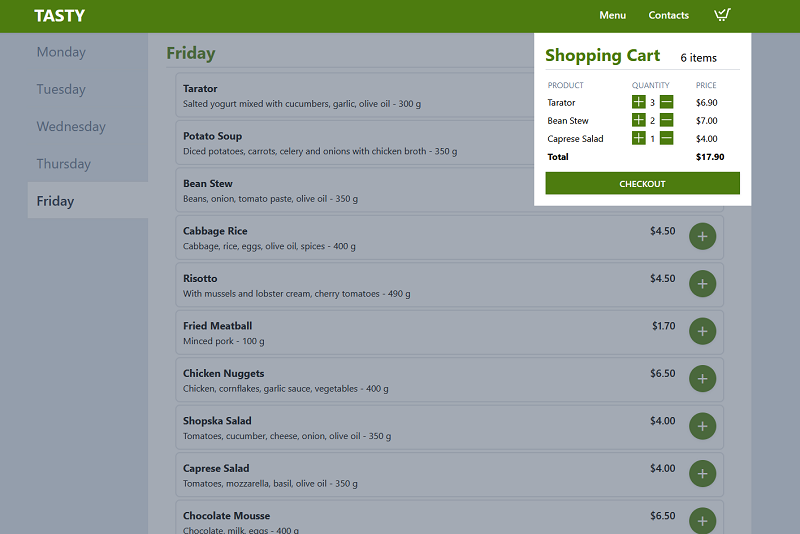 TASTY
Menu
Contacts
Monday
Tuesday
Wednesday
Thursday
Friday
Friday
Tarator
Salted yogurt mixed with cucumbers, garlic, olive oil - 300 g
Potato Soup
Diced potatoes, carrots, celery and onions with chicken broth - 350 g
Bean Stew
Beans, onion, tomato paste, olive oil - 350 g
Cabbage Rice
$4.50
Cabbage, rice, eggs, olive oil, spices - 400 g
Risotto
$4.50
With mussels and lobster cream, cherry tomatoes - 490 g
Fried Meatball
$1.70
Minced pork - 100 g
Chicken Nuggets
$6.50
Chicken, cornflakes, garlic sauce, vegetables - 400 g
Shopska Salad
$4.00
Tomatoes, cucumber, cheese, onion, olive oil - 350 g
Caprese Salad
$4.00
Tomatoes, mozzarella, basil, olive oil - 350 g
Chocolate Mousse
$6.50
Chocolate, milk, eggs - 400 g
Shopping Cart 6 items
PRODUCT QUANTITY PRICE
Tarator + 3 − $6.90
Bean Stew + 2 − $7.00
Caprese Salad + 1 − $4.00
Total $17.90
CHECKOUT